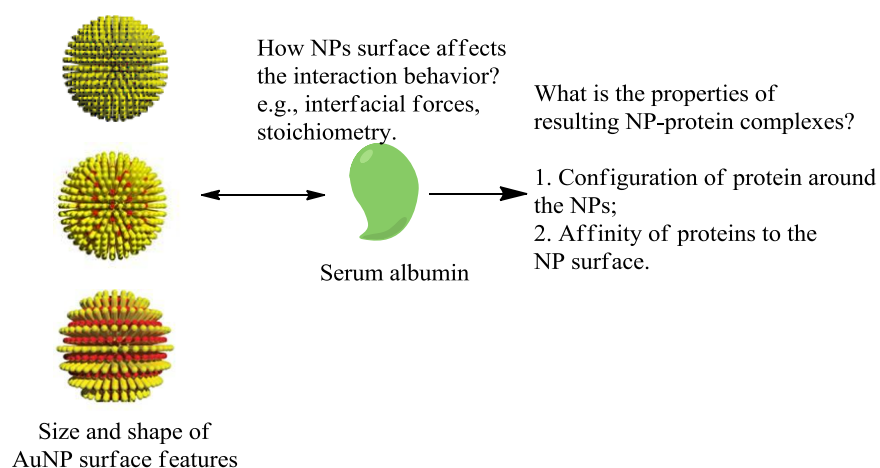 How NPs surface affects
the interaction behavior?
e.g., interfacial forces,
stoichiometry.
What is the properties of
resulting NP-protein complexes?
1. Configuration of protein around
the NPs;
2. Affinity of proteins to the
NP surface.
Serum albumin
Size and shape of
AuNP surface features